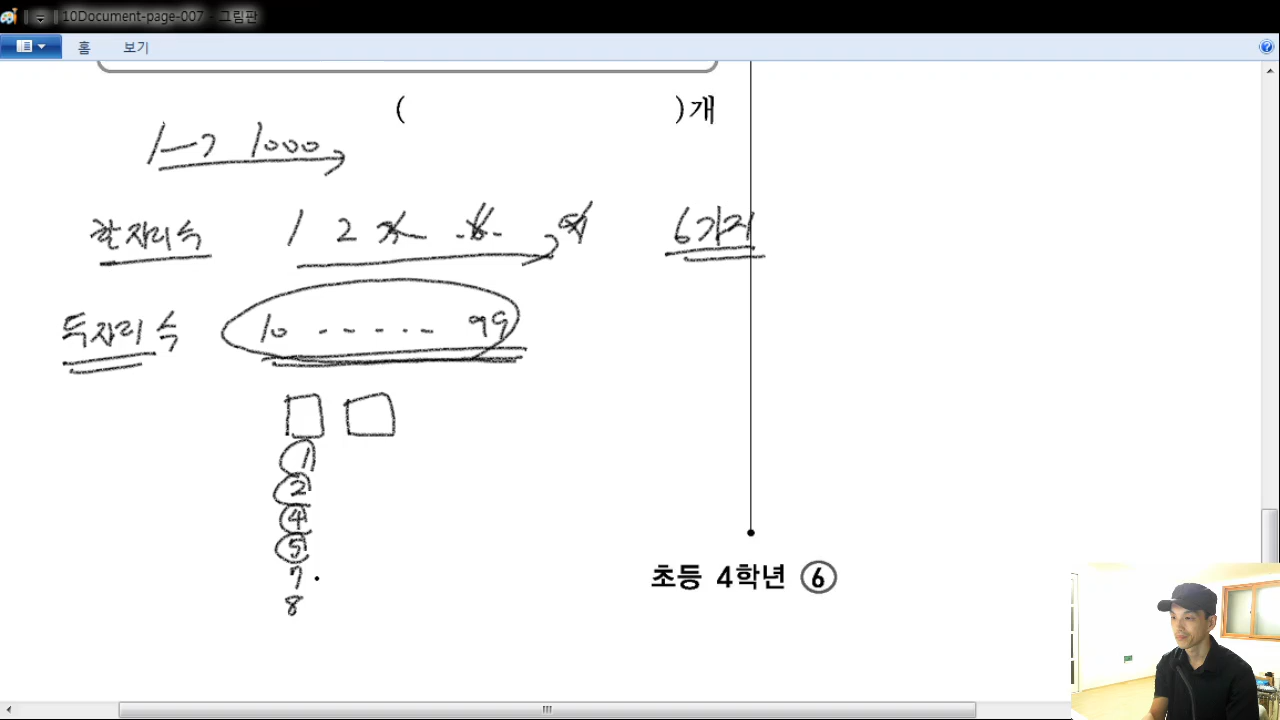 10Document-page-007 - 그림판
홈 보기
( )개
1→ 1000
한자리수 1 2 3 6 9 6가지
두자리수 10 ----- 99
1
2
4
5
7
8
초등 4학년 6